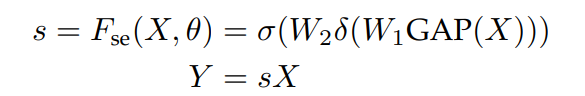 s = F_se(X, θ) = σ(W_2δ(W_1GAP(X)))
Y = sX